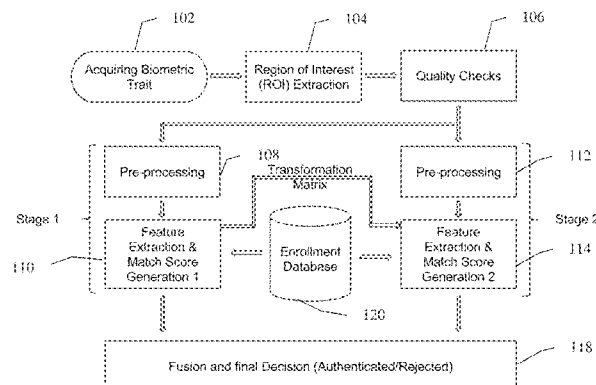 102
104
106
Acquiring Biometric
Trait
Region of Interest
(ROI) Extraction
Quality Checks
108
112
Pre-processing
Transformation
Matrix
Pre-processing
Stage 1
Stage 2
Feature
Extraction &
Match Score
Generation 1
Enrollment
Database
Feature
Extraction &
Match Score
Generation 2
110
114
120
Fusion and final Decision (Authenticated/Rejected)
118